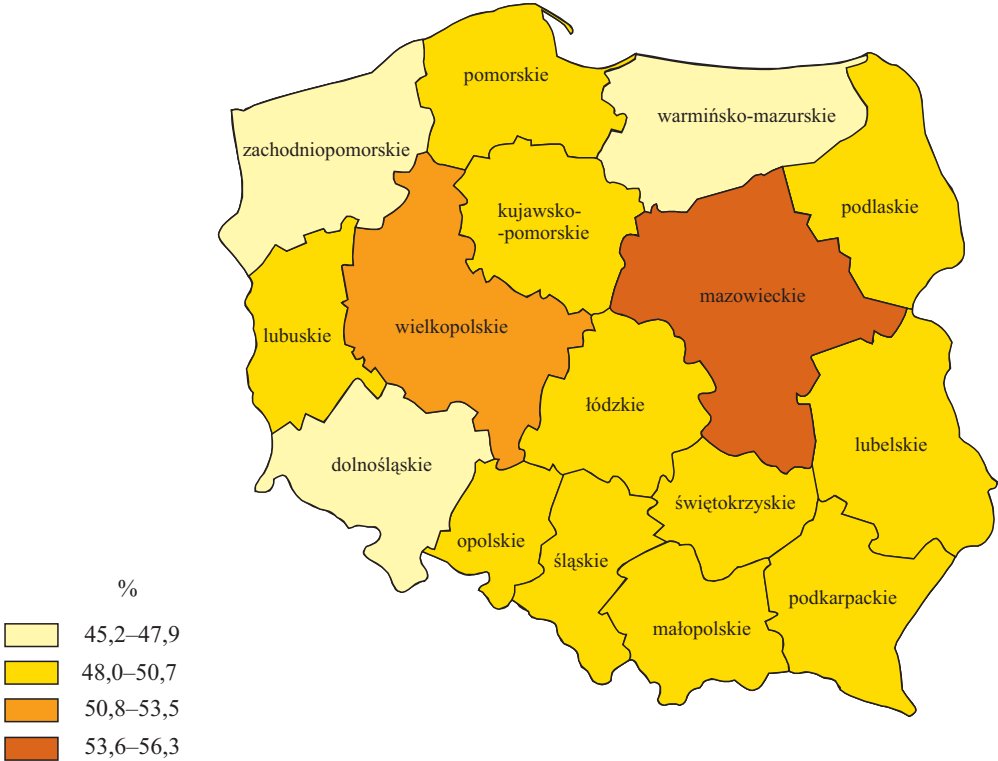 pomorskie
warmińsko-mazurskie
zachodniopomorskie
podlaskie
kujawsko-
-pomorskie
mazowieckie
wielkopolskie
lubuskie
łódzkie
lubelskie
dolnośląskie
świętokrzyskie
opolskie
śląskie
podkarpackie
małopolskie
%
45,2–47,9
48,0–50,7
50,8–53,5
53,6–56,3